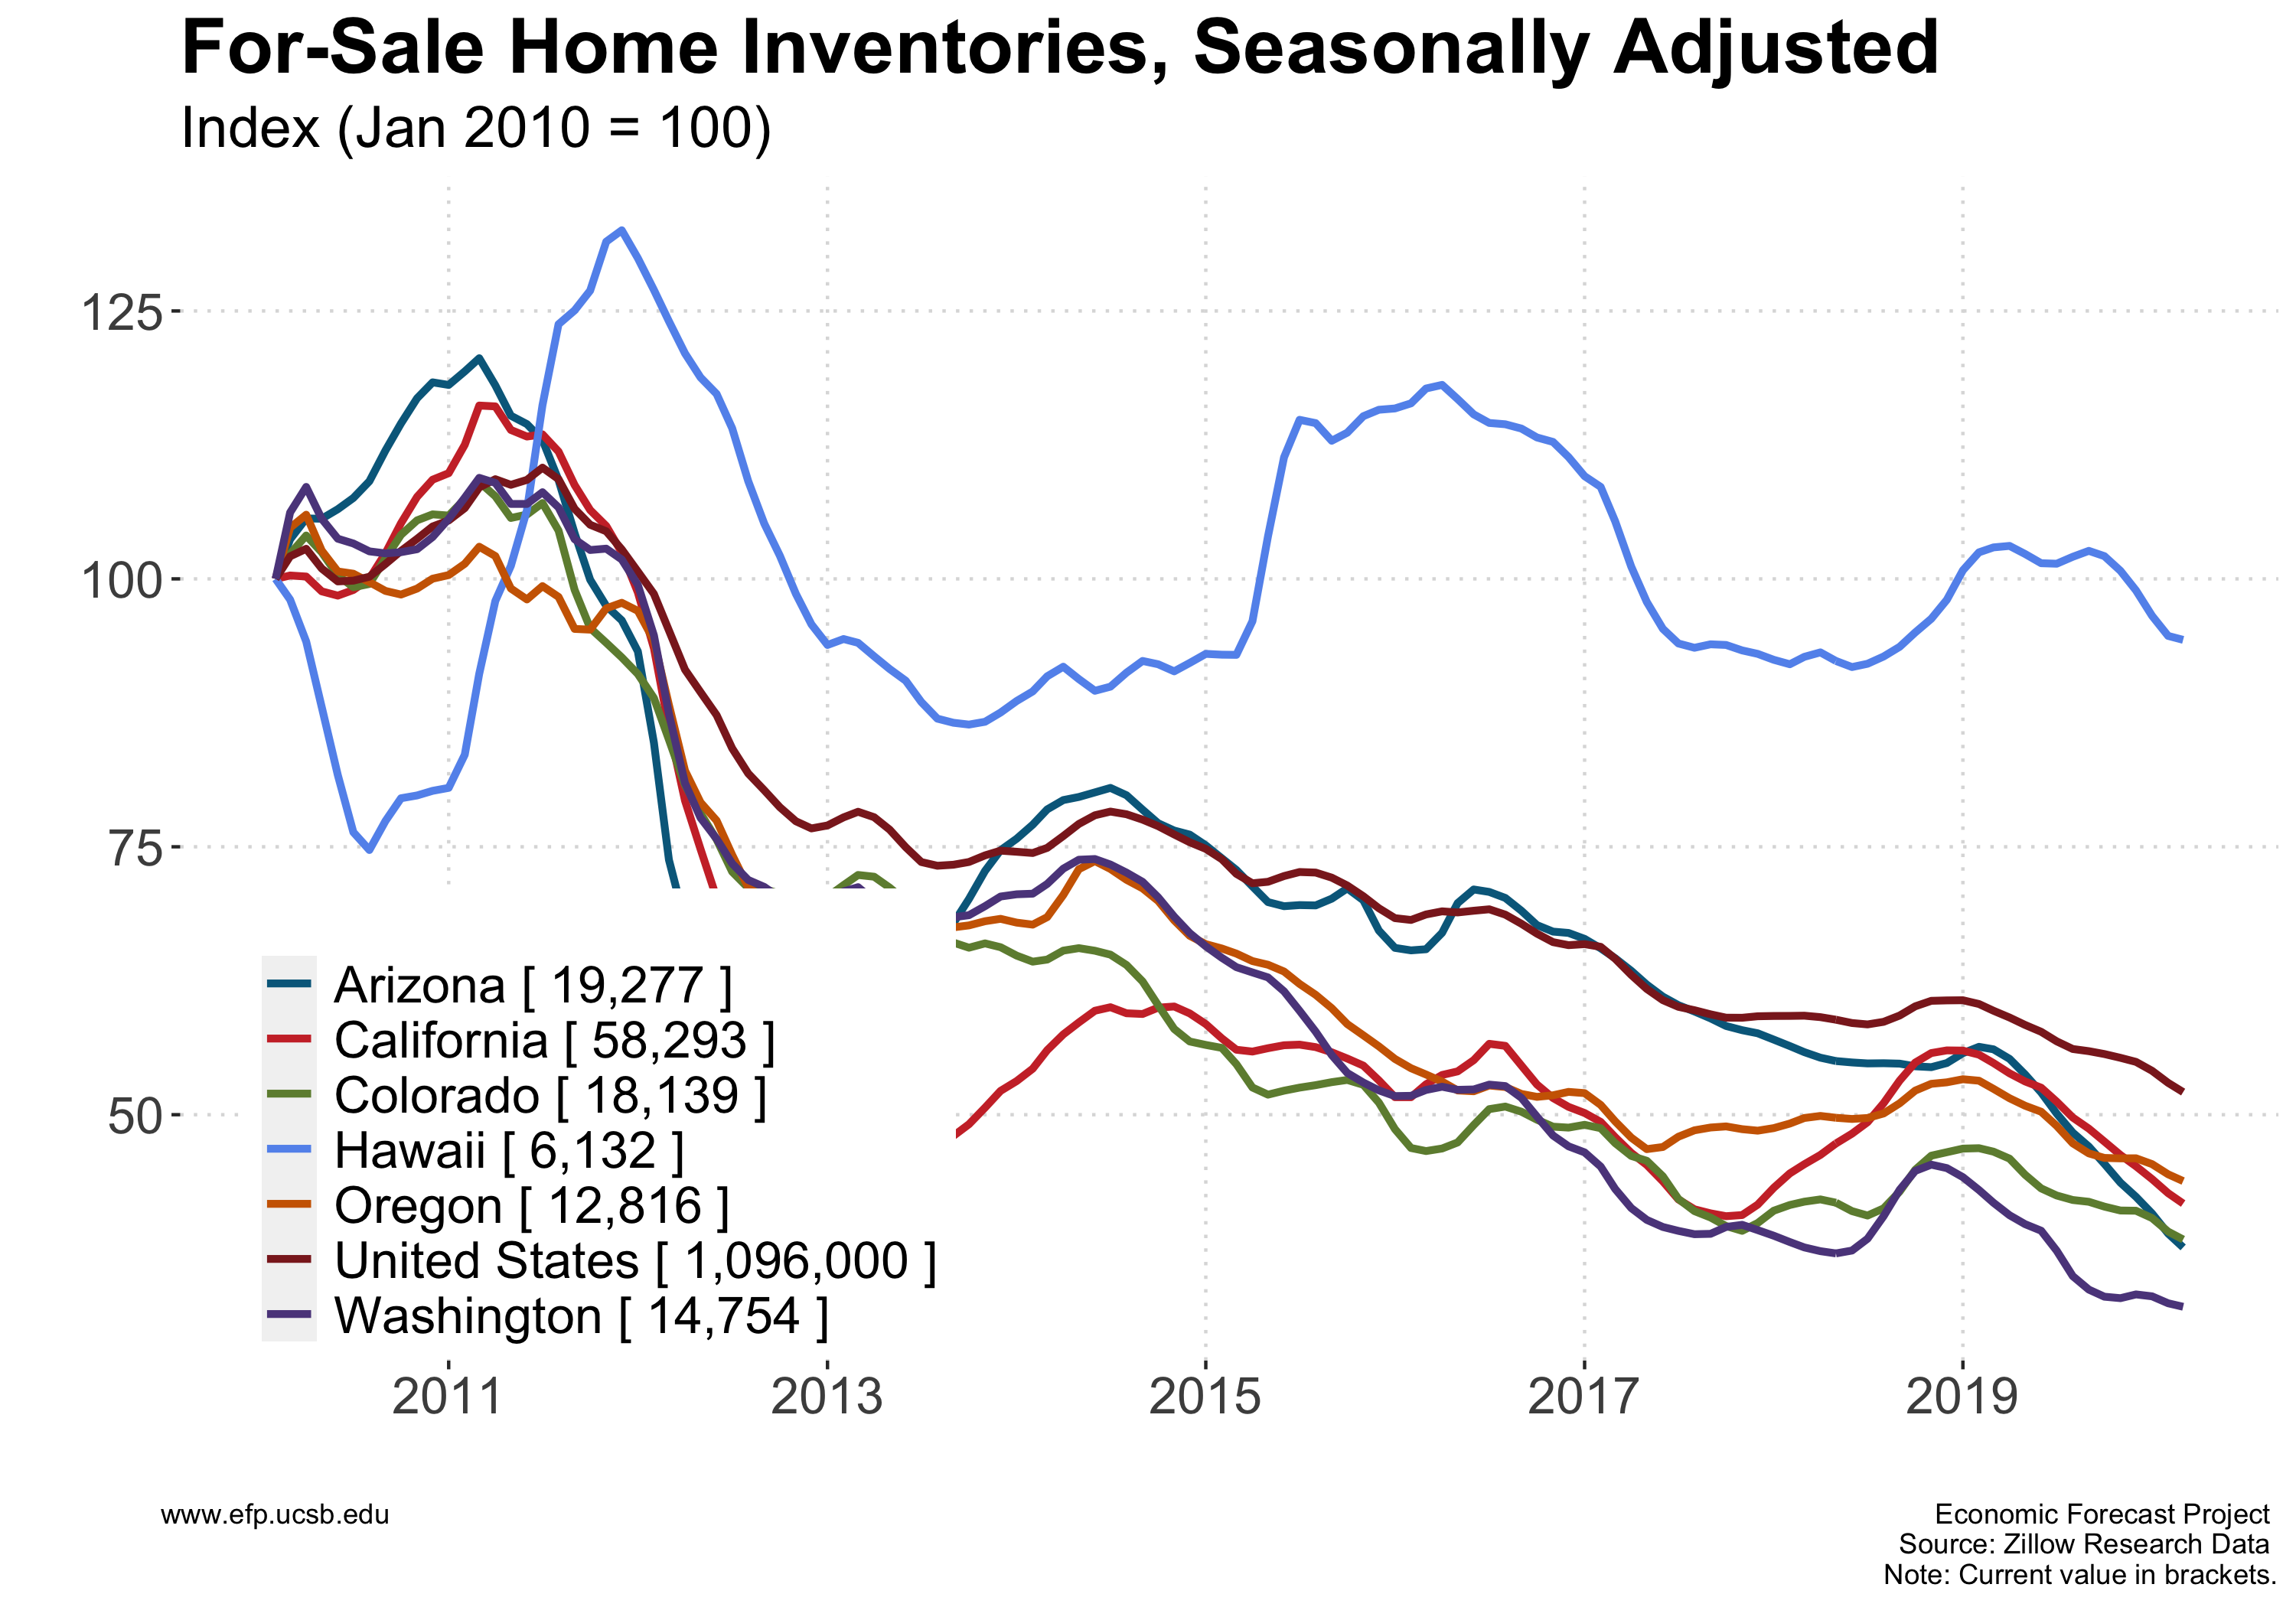 For-Sale Home Inventories, Seasonally Adjusted
Index (Jan 2010 = 100)
125
100
75
50
Arizona [ 19,277 ]
California [ 58,293 ]
Colorado [ 18,139 ]
Hawaii [ 6,132 ]
Oregon [ 12,816 ]
United States [ 1,096,000 ]
Washington [ 14,754 ]
2011 2013 2015 2017 2019
www.efp.ucsb.edu
Economic Forecast Project
Source: Zillow Research Data
Note: Current value in brackets.